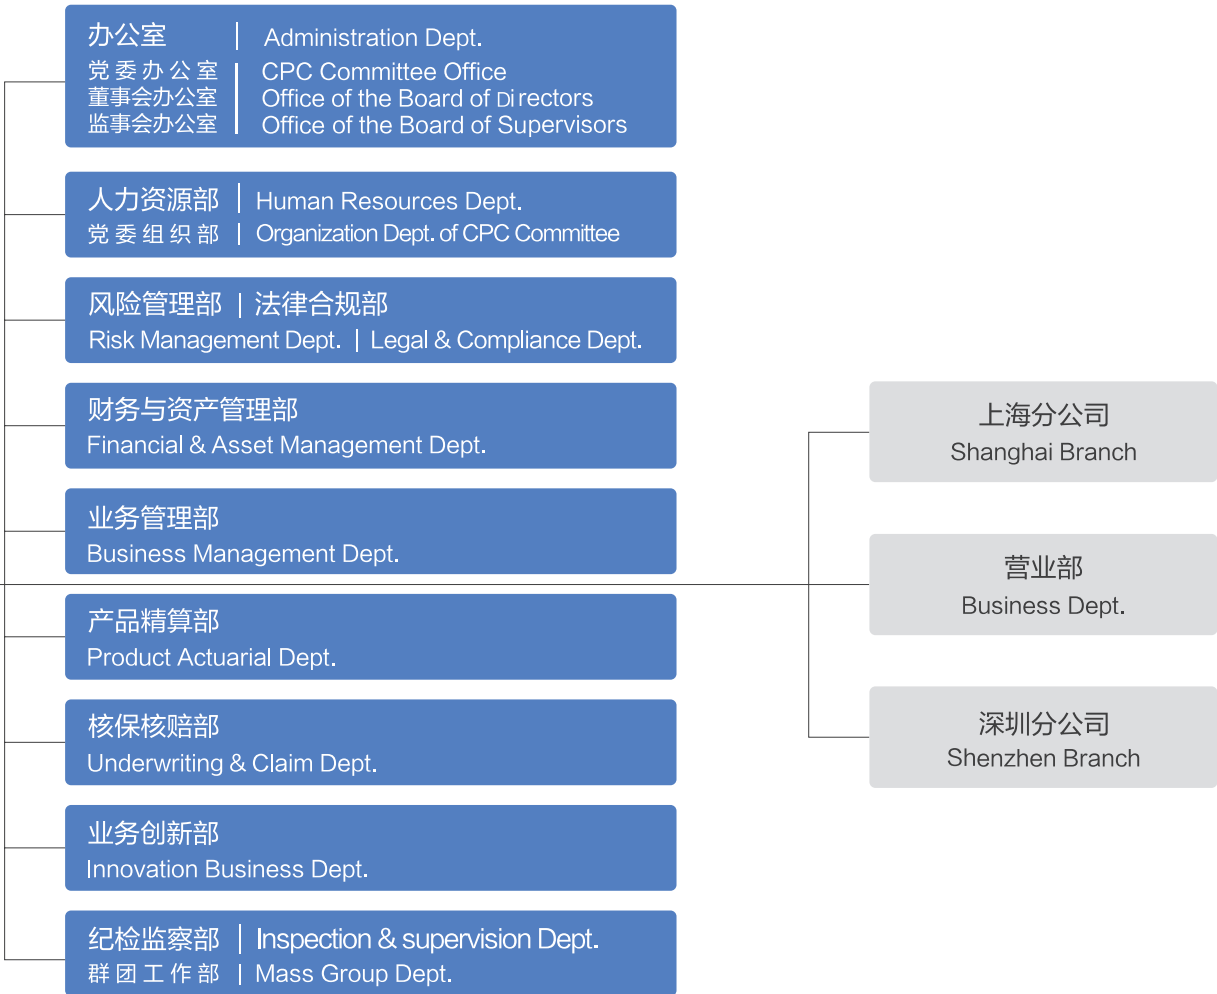 办公室 | Administration Dept.
党委办公室 | CPC Committee Office
董事会办公室 | Office of the Board of Directors
监事会办公室 | Office of the Board of Supervisors
人力资源部 | Human Resources Dept.
党委组织部 | Organization Dept. of CPC Committee
风险管理部 | 法律合规部
Risk Management Dept. | Legal & Compliance Dept.
财务与资产管理部
Financial & Asset Management Dept.
业务管理部
Business Management Dept.
产品精算部
Product Actuarial Dept.
核保核赔部
Underwriting & Claim Dept.
业务创新部
Innovation Business Dept.
纪检监察部 | Inspection & supervision Dept.
群团工作部 | Mass Group Dept.
上海分公司
Shanghai Branch
营业部
Business Dept.
深圳分公司
Shenzhen Branch